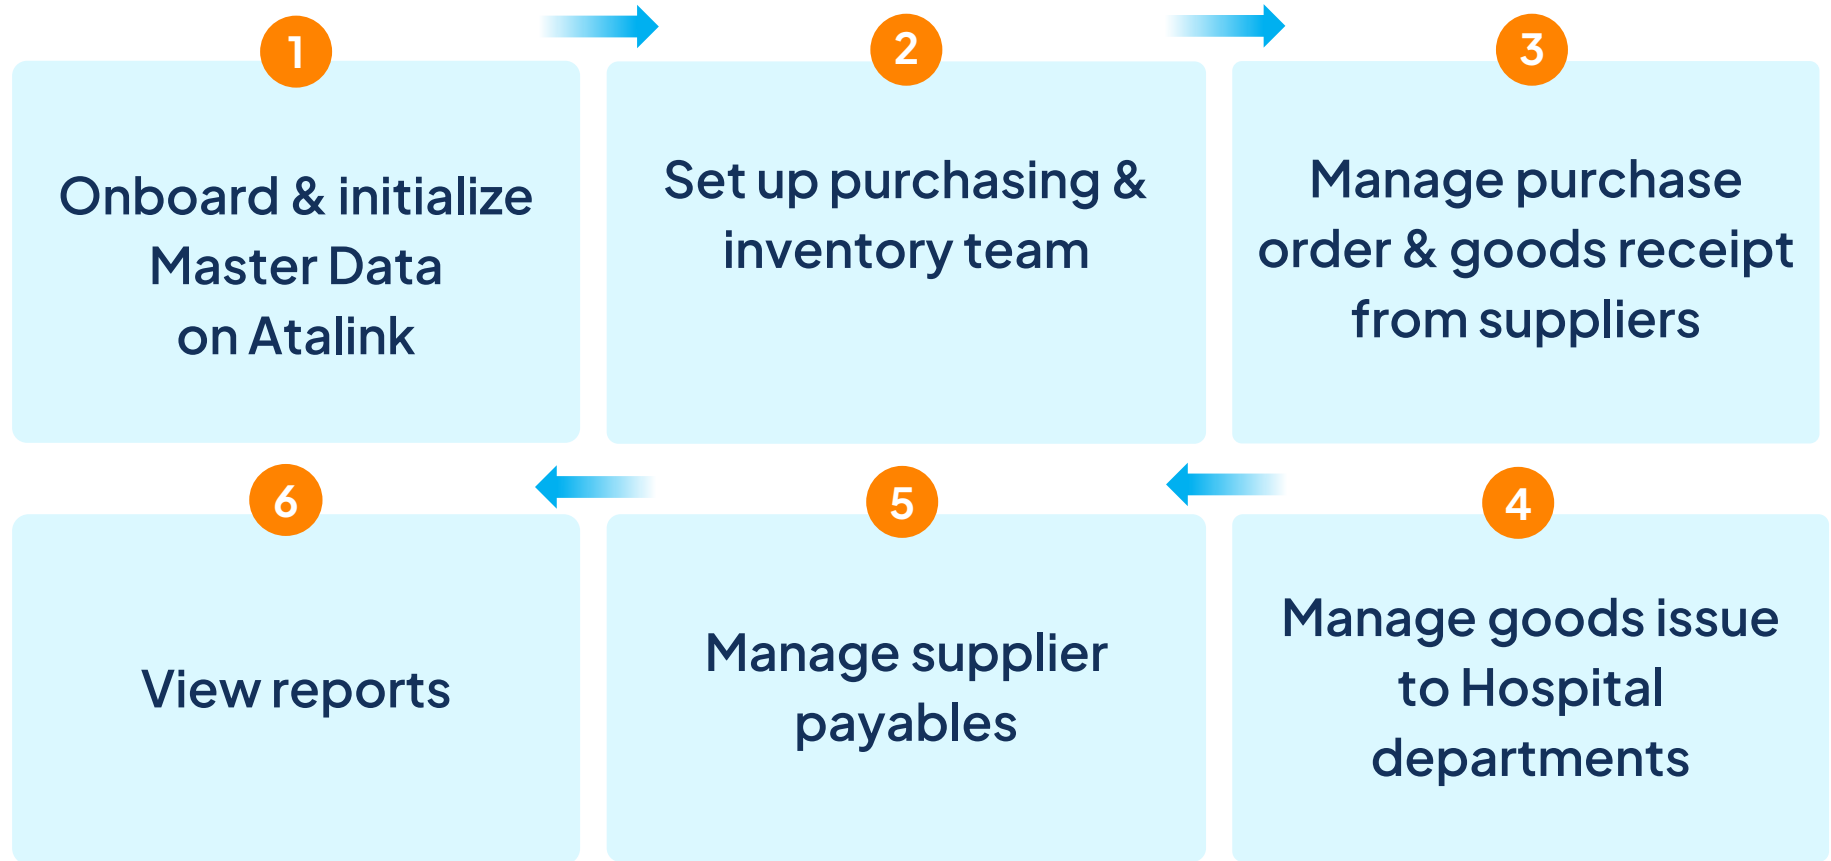 1
Onboard & initialize
Master Data
on Atalink
2
Set up purchasing &
inventory team
3
Manage purchase
order & goods receipt
from suppliers
4
Manage goods issue
to Hospital
departments
5
Manage supplier
payables
6
View reports